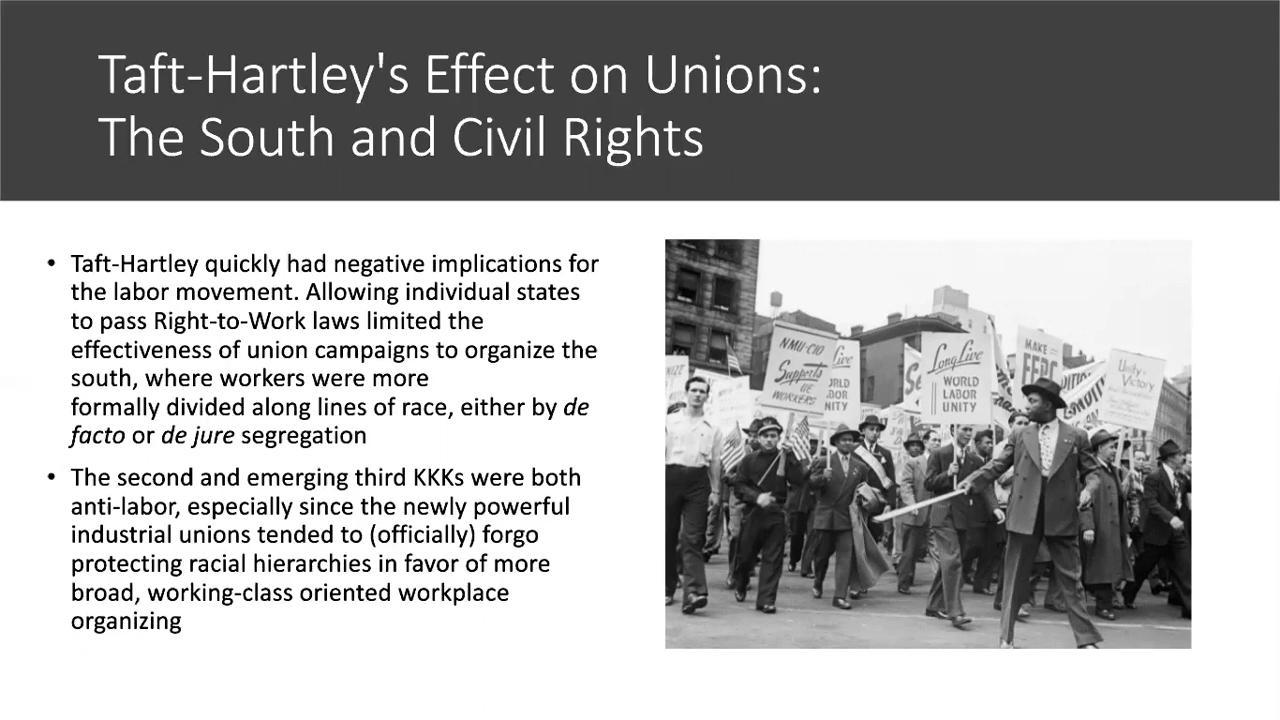 Taft-Hartley's Effect on Unions:
The South and Civil Rights
• Taft-Hartley quickly had negative implications for
the labor movement. Allowing individual states
to pass Right-to-Work laws limited the
effectiveness of union campaigns to organize the
south, where workers were more
formally divided along lines of race, either by de
facto or de jure segregation
• The second and emerging third KKKs were both
anti-labor, especially since the newly powerful
industrial unions tended to (officially) forgo
protecting racial hierarchies in favor of more
broad, working-class oriented workplace
organizing
NMU-CIO
Supports
UE
WORKERS
Long Live
WORLD
LABOR
UNITY
MAKE
FEPC
Unity
Victory